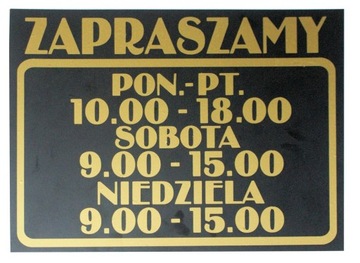 ZAPRASZAMY
PON.-PT.
10.00 - 18.00
SOBOTA
9.00 - 15.00
NIEDZIELA
9.00 - 15.00